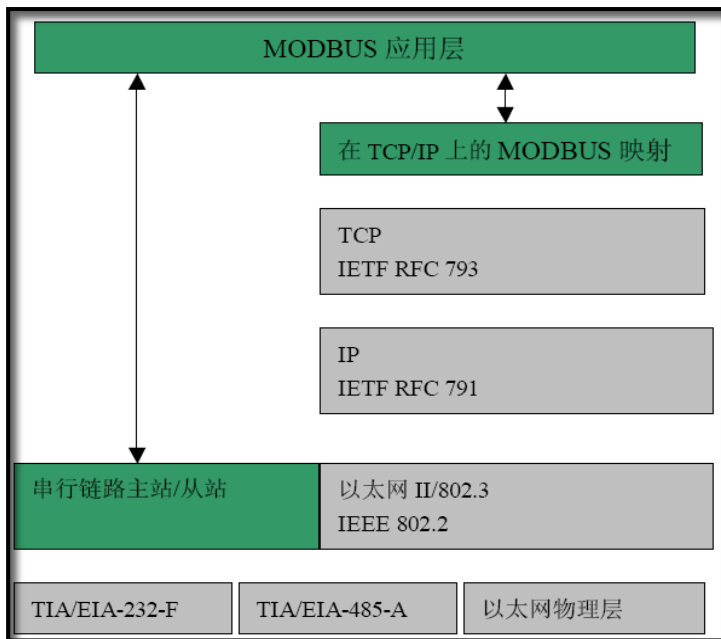 MODBUS 应用层
在 TCP/IP 上的 MODBUS 映射
TCP
IETF RFC 793
IP
IETF RFC 791
串行链路主站/从站
以太网 II/802.3
IEEE 802.2
TIA/EIA-232-F
TIA/EIA-485-A
以太网物理层